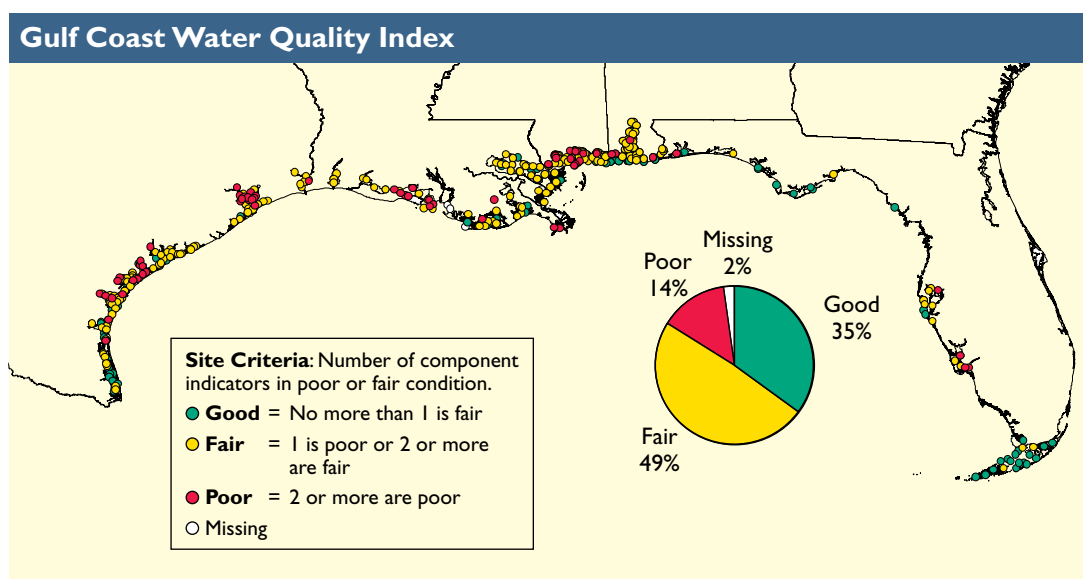 Gulf Coast Water Quality Index
Missing
2%
Poor
14%
Good
35%
Fair
49%
Site Criteria: Number of component
indicators in poor or fair condition.
Good = No more than 1 is fair
Fair = 1 is poor or 2 or more
are fair
Poor = 2 or more are poor
Missing